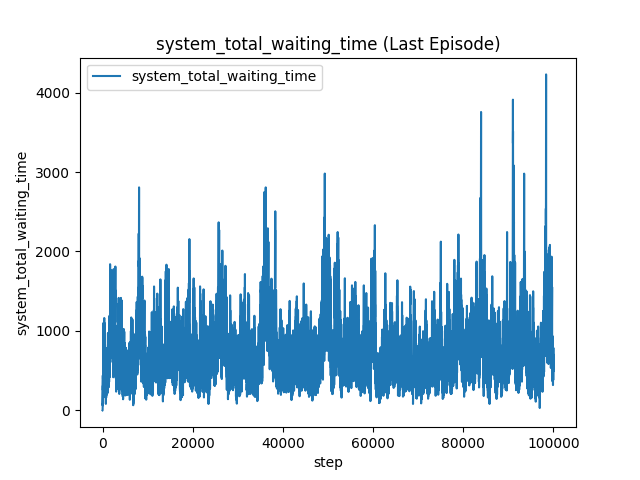 system_total_waiting_time (Last Episode)
system_total_waiting_time
system_total_waiting_time
4000
3000
2000
1000
0
0 20000 40000 60000 80000 100000
step